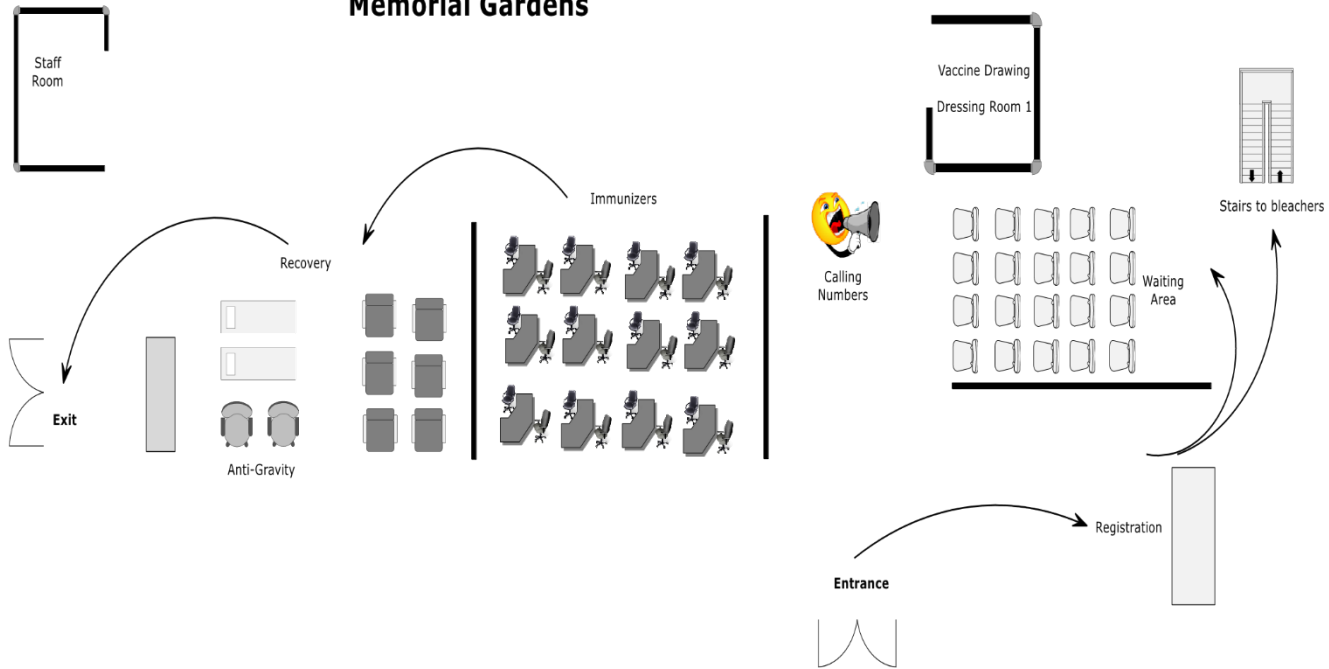 Memorial Gardens
Staff
Room
Vaccine Drawing
Dressing Room 1
Stairs to bleachers
Immunizers
Recovery
Calling
Numbers
Waiting
Area
Exit
Anti-Gravity
Registration
Entrance